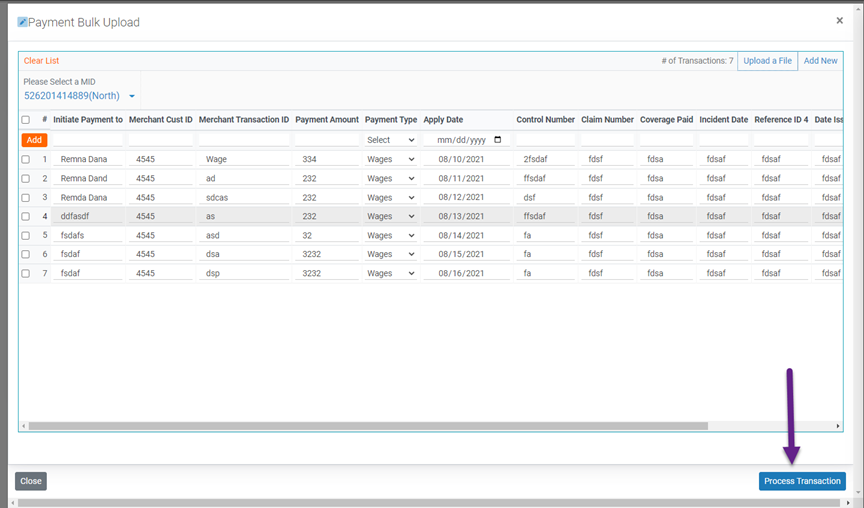 Payment Bulk Upload ×
Clear List # of Transactions: 7 Upload a File Add New
Please Select a MID
526201414889(North)
# Initiate Payment to Merchant Cust ID Merchant Transaction ID Payment Amount Payment Type Apply Date Control Number Claim Number Coverage Paid Incident Date Reference ID 4 Date Iss
Add Select mm/dd/yyyy
1 Remna Dana 4545 Wage 334 Wages 08/10/2021 2fsdaf fdsf fdsa fdsaf fdsaf fdsaf
2 Remna Dand 4545 ad 232 Wages 08/11/2021 ffsdaf fdsf fdsa fdsaf fdsaf fdsaf
3 Remda Dana 4545 sdcas 232 Wages 08/12/2021 dsf fdsf fdsa fdsaf fdsaf fdsaf
4 ddfasdf 4545 as 232 Wages 08/13/2021 ffsdaf fdsf fdsa fdsaf fdsaf fdsaf
5 fsdafs 4545 asd 32 Wages 08/14/2021 fa fdsf fdsa fdsaf fdsaf fdsaf
6 fsdaf 4545 dsa 3232 Wages 08/15/2021 fa fdsf fdsa fdsaf fdsaf fdsaf
7 fsdaf 4545 dsp 3232 Wages 08/16/2021 fa fdsf fdsa fdsaf fdsaf fdsaf
Close Process Transaction